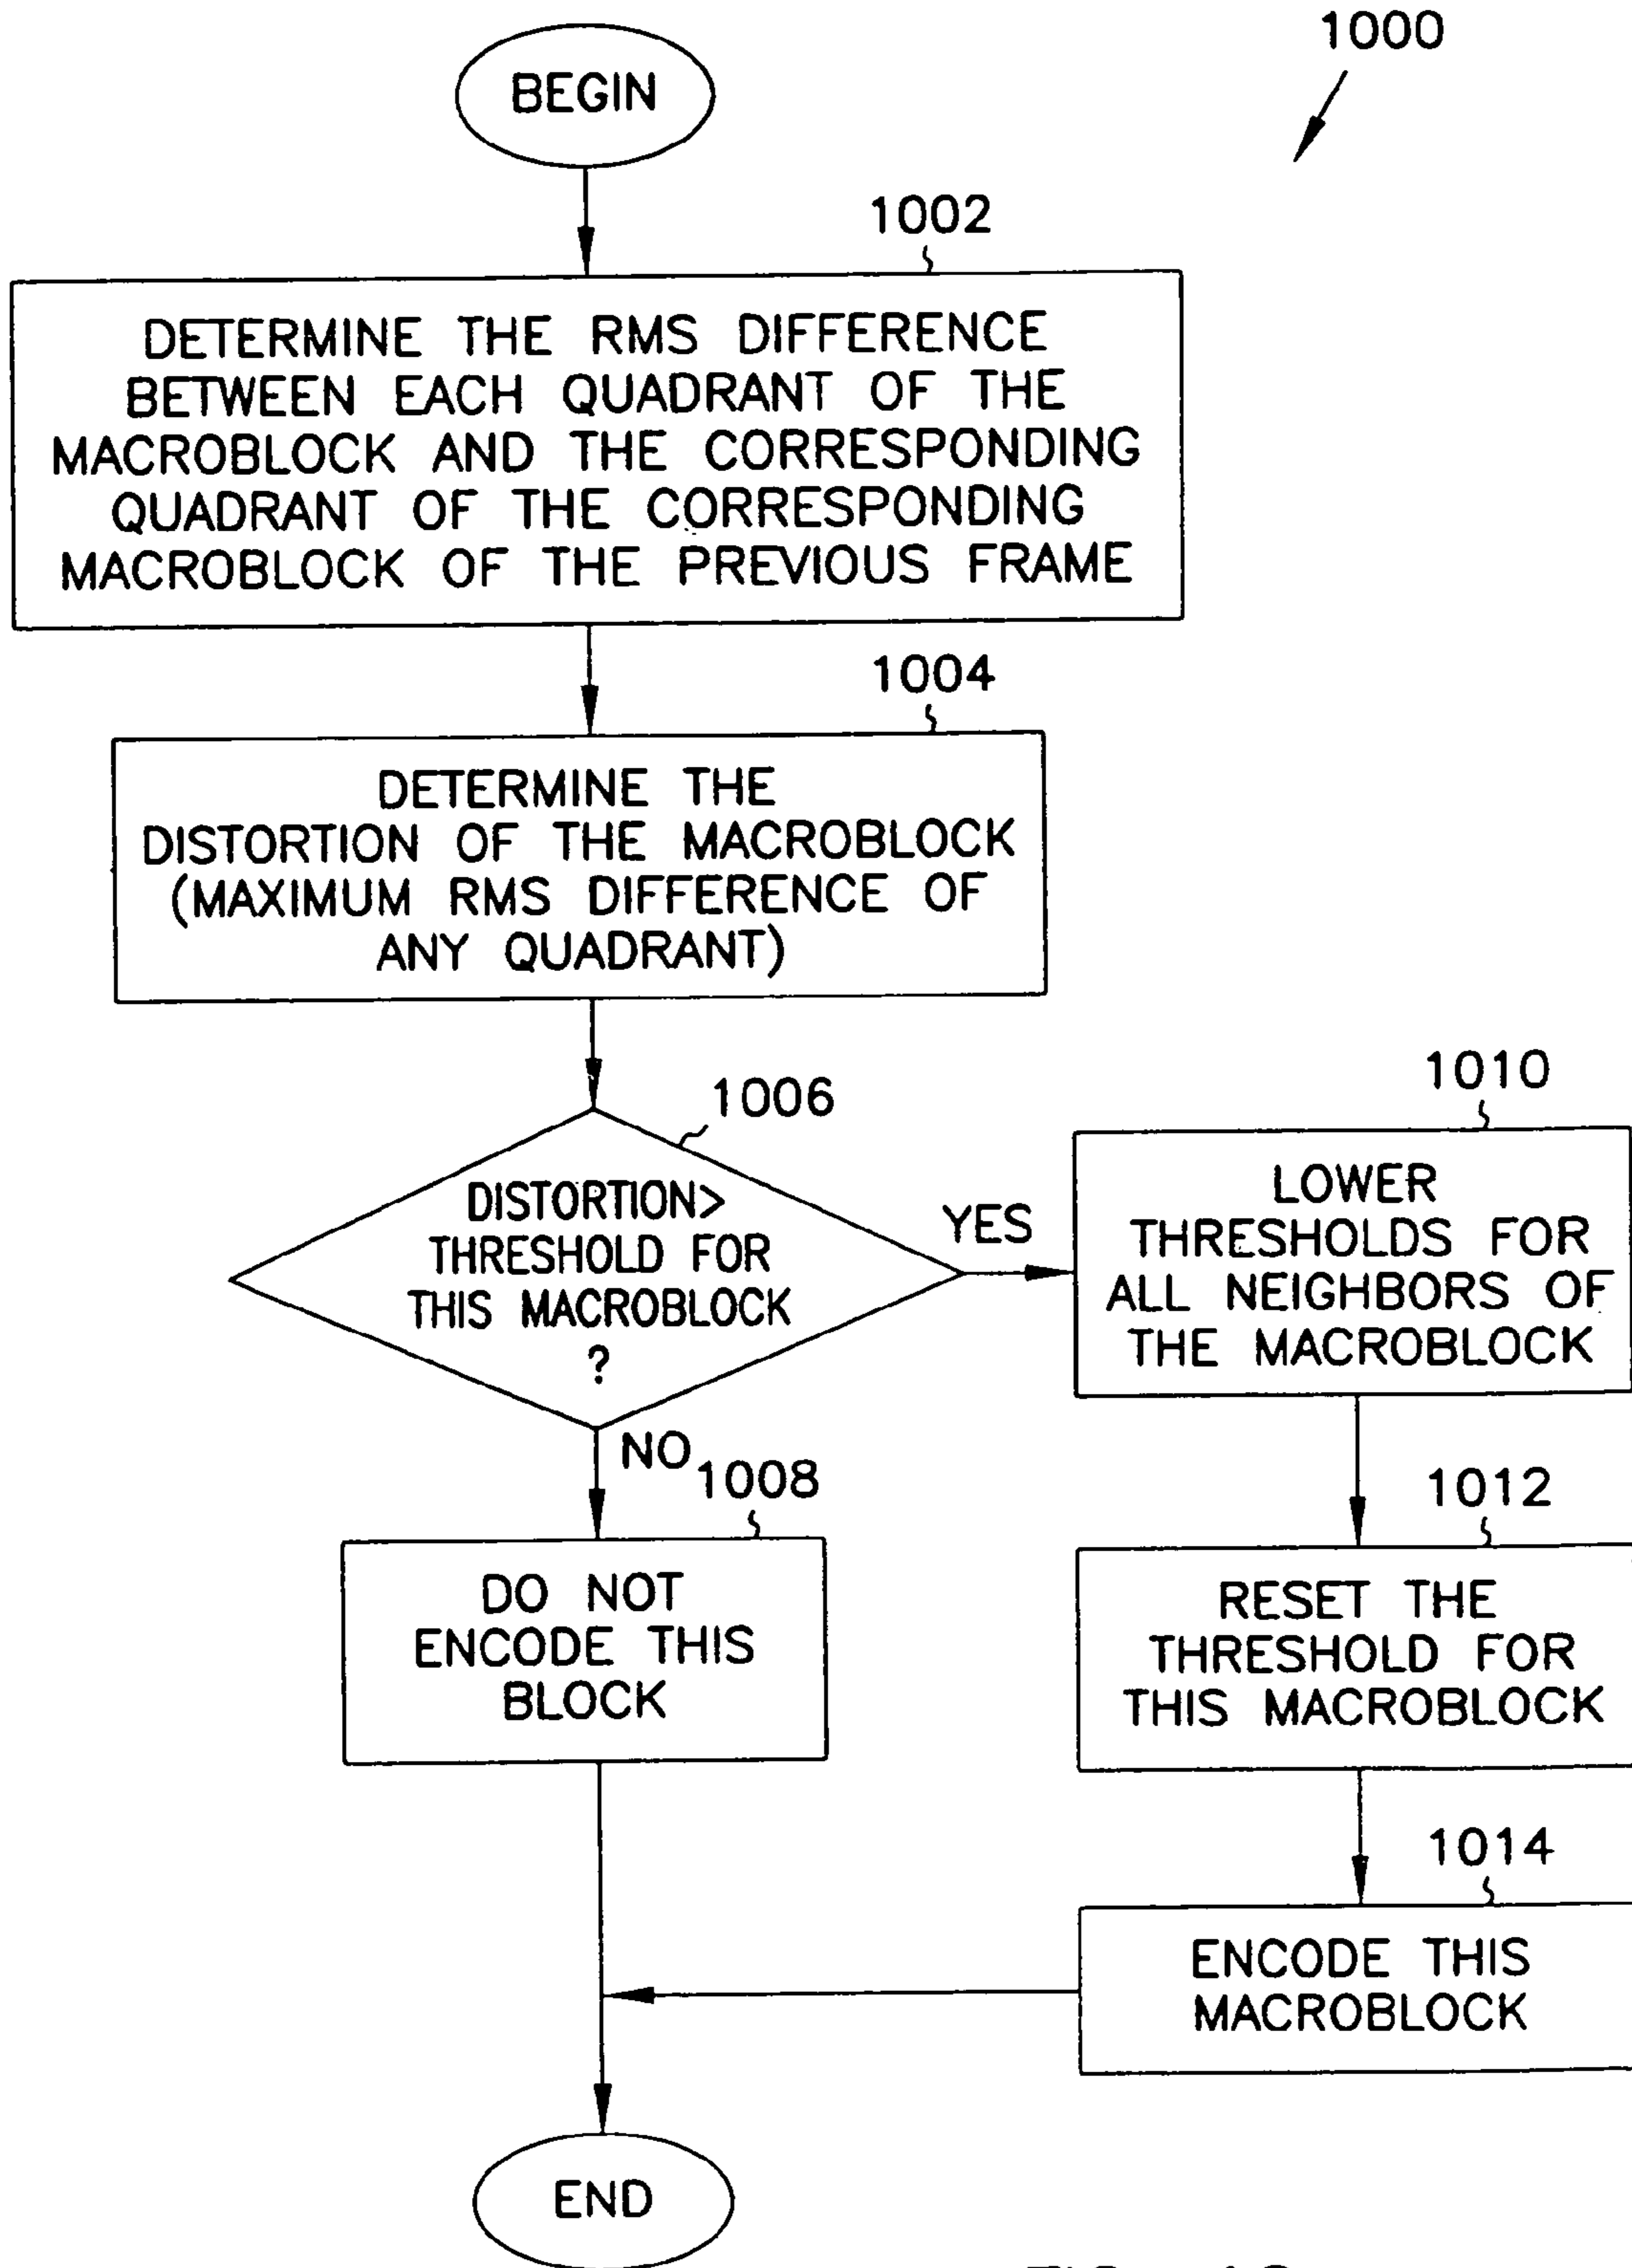 1000
BEGIN
1002
DETERMINE THE RMS DIFFERENCE
BETWEEN EACH QUADRANT OF THE
MACROBLOCK AND THE CORRESPONDING
QUADRANT OF THE CORRESPONDING
MACROBLOCK OF THE PREVIOUS FRAME
1004
DETERMINE THE
DISTORTION OF THE MACROBLOCK
(MAXIMUM RMS DIFFERENCE OF
ANY QUADRANT)
1006
DISTORTION>
THRESHOLD FOR
THIS MACROBLOCK
?
YES
1010
LOWER
THRESHOLDS FOR
ALL NEIGHBORS OF
THE MACROBLOCK
NO
1008
DO NOT
ENCODE THIS
BLOCK
1012
RESET THE
THRESHOLD FOR
THIS MACROBLOCK
1014
ENCODE THIS
MACROBLOCK
END